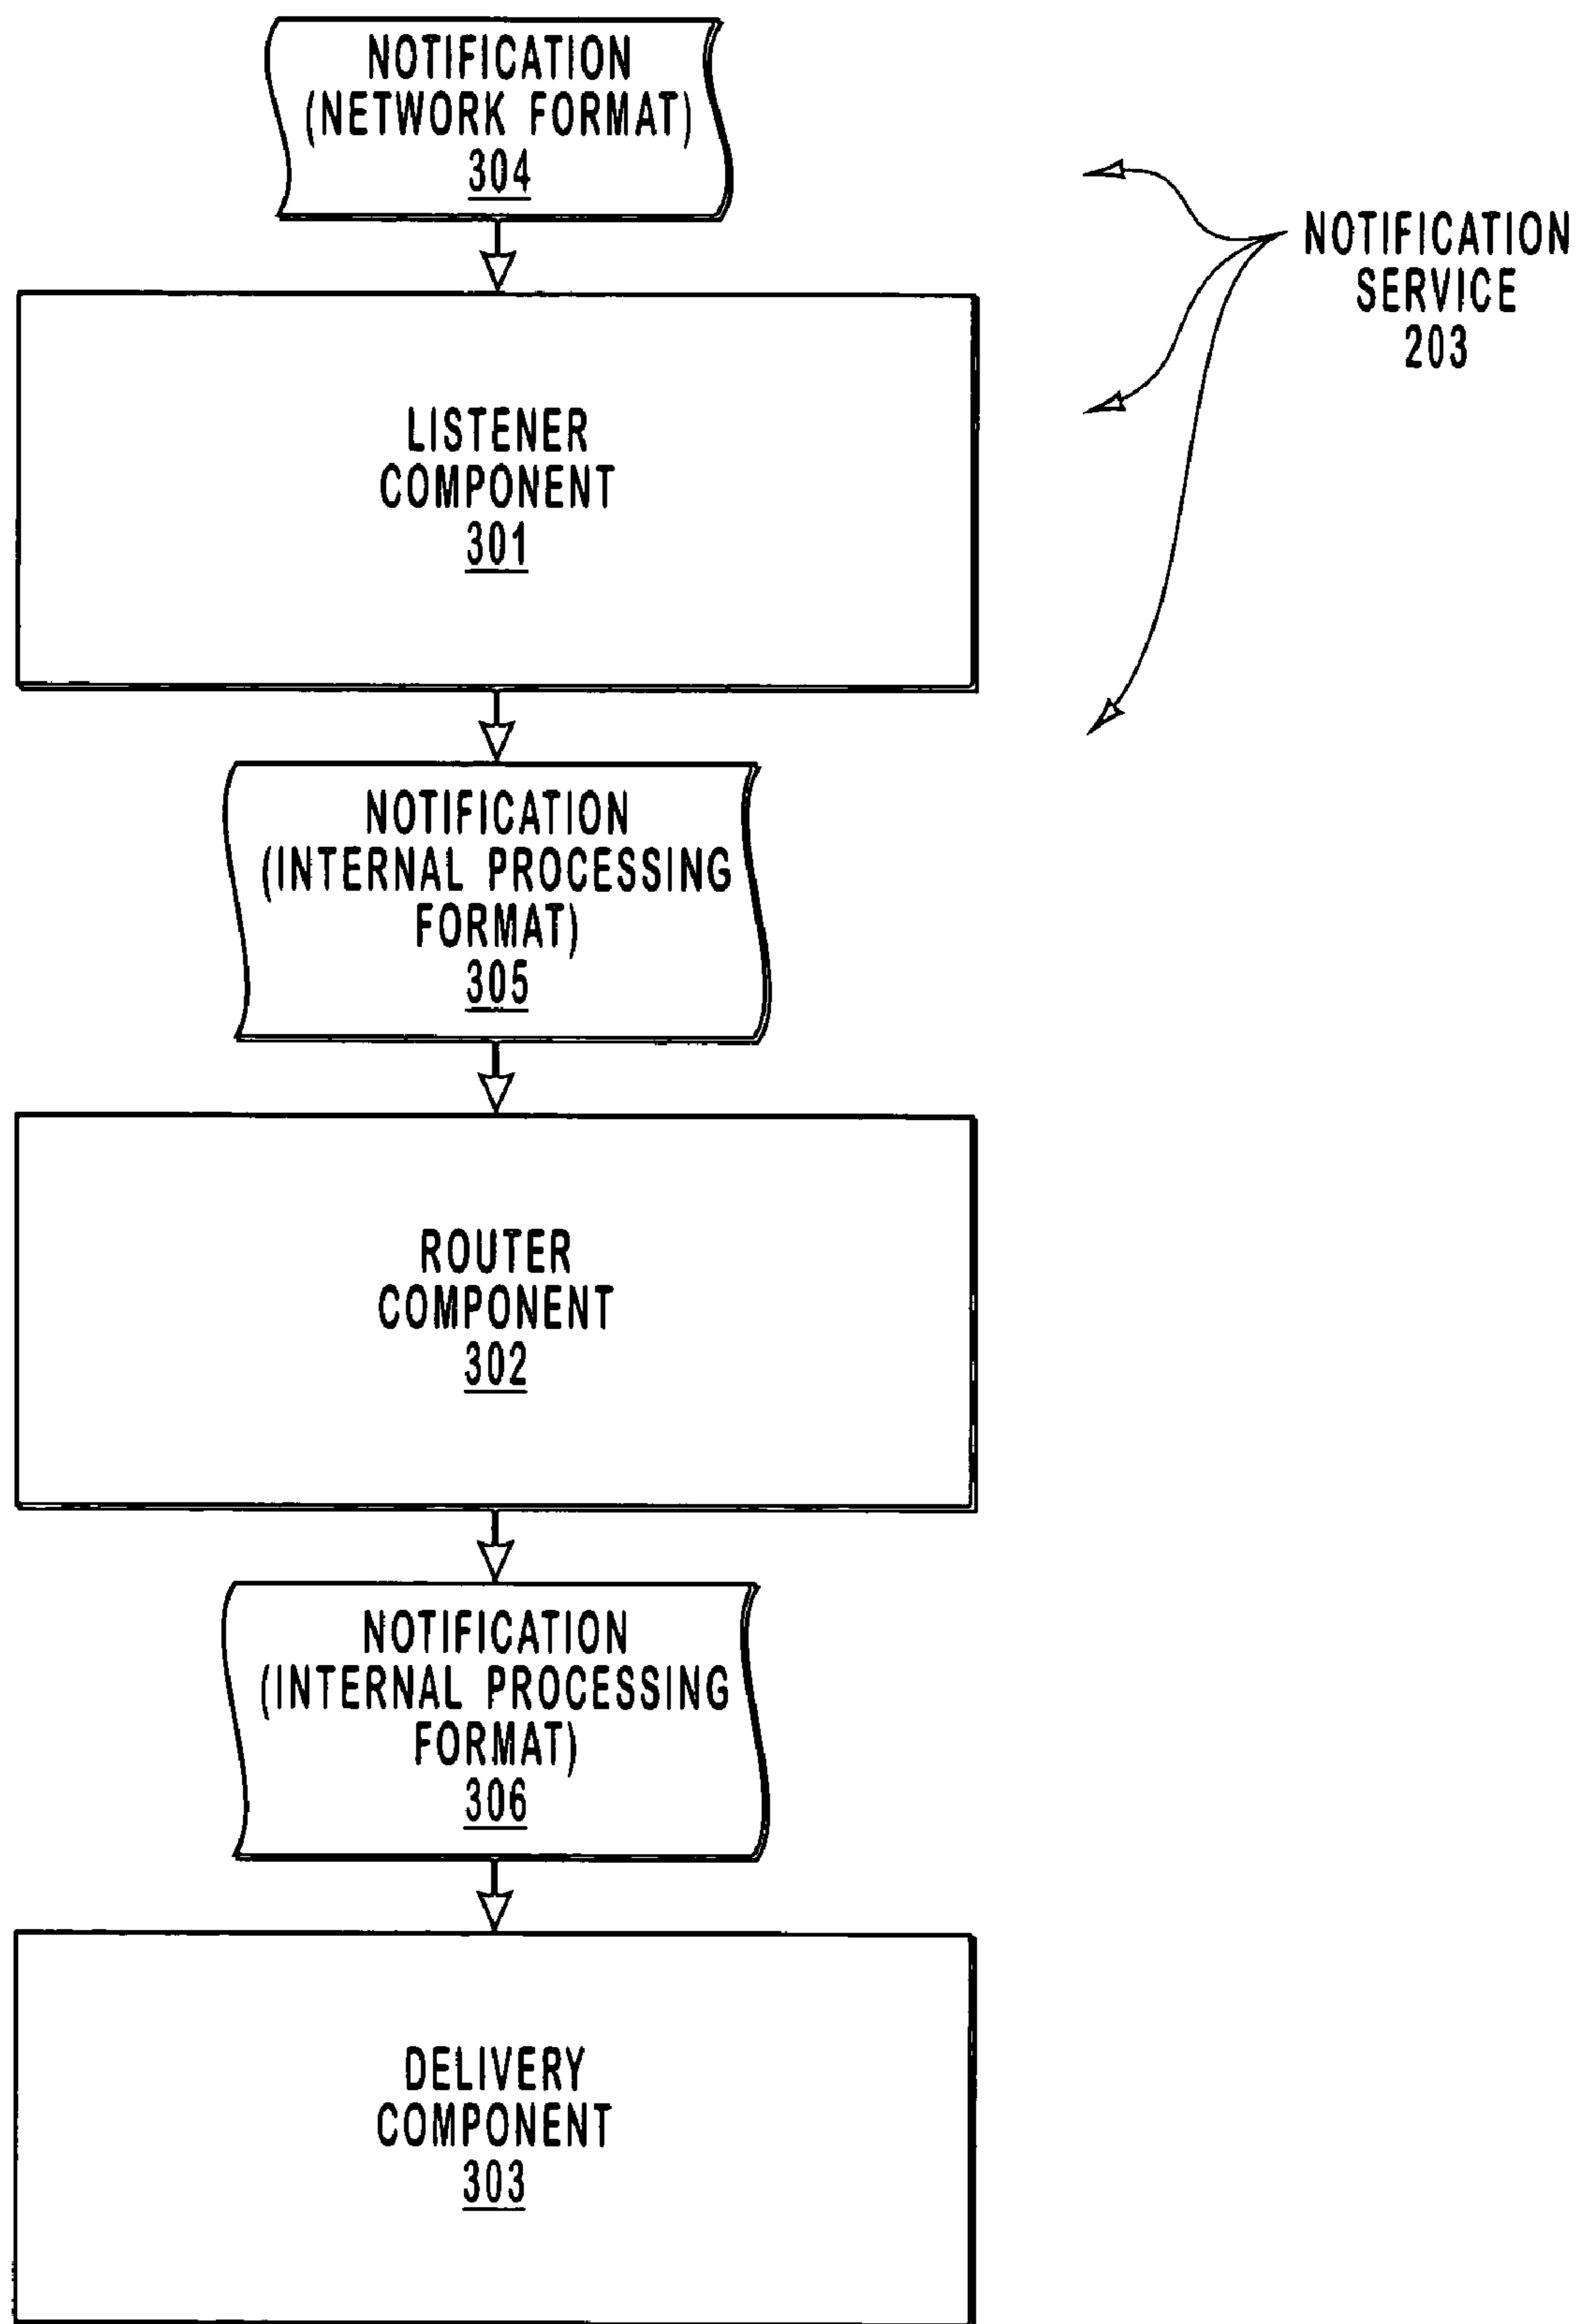 NOTIFICATION
(NETWORK FORMAT)
304
NOTIFICATION
SERVICE
203
LISTENER
COMPONENT
301
NOTIFICATION
(INTERNAL PROCESSING
FORMAT)
305
ROUTER
COMPONENT
302
NOTIFICATION
(INTERNAL PROCESSING
FORMAT)
306
DELIVERY
COMPONENT
303